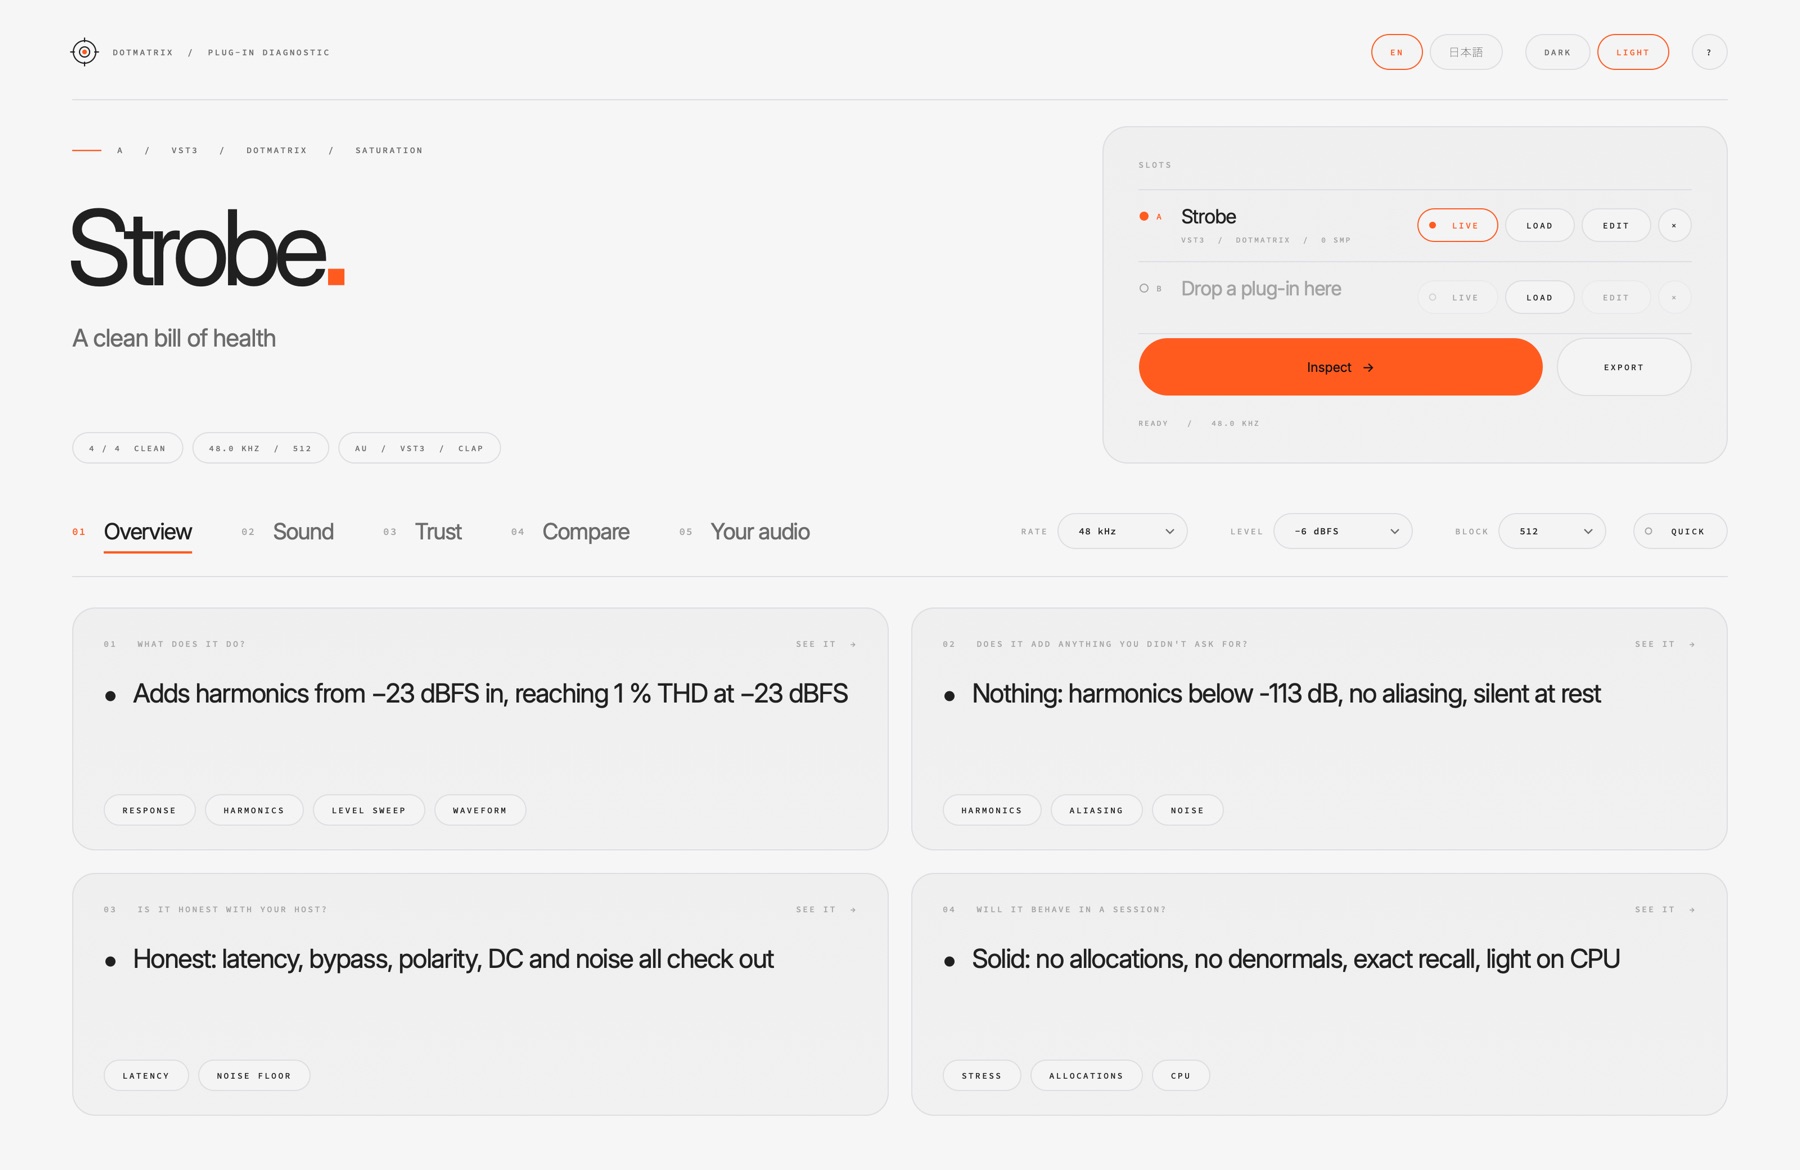 DOTMATRIX / PLUG-IN DIAGNOSTIC
EN 日本語 DARK LIGHT ?
A / VST3 / DOTMATRIX / SATURATION
Strobe.
A clean bill of health
4 / 4 CLEAN 48.0 KHZ / 512 AU / VST3 / CLAP
SLOTS
A Strobe LIVE LOAD EDIT ×
VST3 / DOTMATRIX / 0 SMP
B Drop a plug-in here LIVE LOAD EDIT ×
Inspect → EXPORT
READY / 48.0 KHZ
01 Overview 02 Sound 03 Trust 04 Compare 05 Your audio RATE 48 kHz LEVEL −6 dBFS BLOCK 512 QUICK
01 WHAT DOES IT DO? SEE IT →
Adds harmonics from −23 dBFS in, reaching 1 % THD at −23 dBFS
RESPONSE HARMONICS LEVEL SWEEP WAVEFORM
02 DOES IT ADD ANYTHING YOU DIDN'T ASK FOR? SEE IT →
Nothing: harmonics below -113 dB, no aliasing, silent at rest
HARMONICS ALIASING NOISE
03 IS IT HONEST WITH YOUR HOST? SEE IT →
Honest: latency, bypass, polarity, DC and noise all check out
LATENCY NOISE FLOOR
04 WILL IT BEHAVE IN A SESSION? SEE IT →
Solid: no allocations, no denormals, exact recall, light on CPU
STRESS ALLOCATIONS CPU